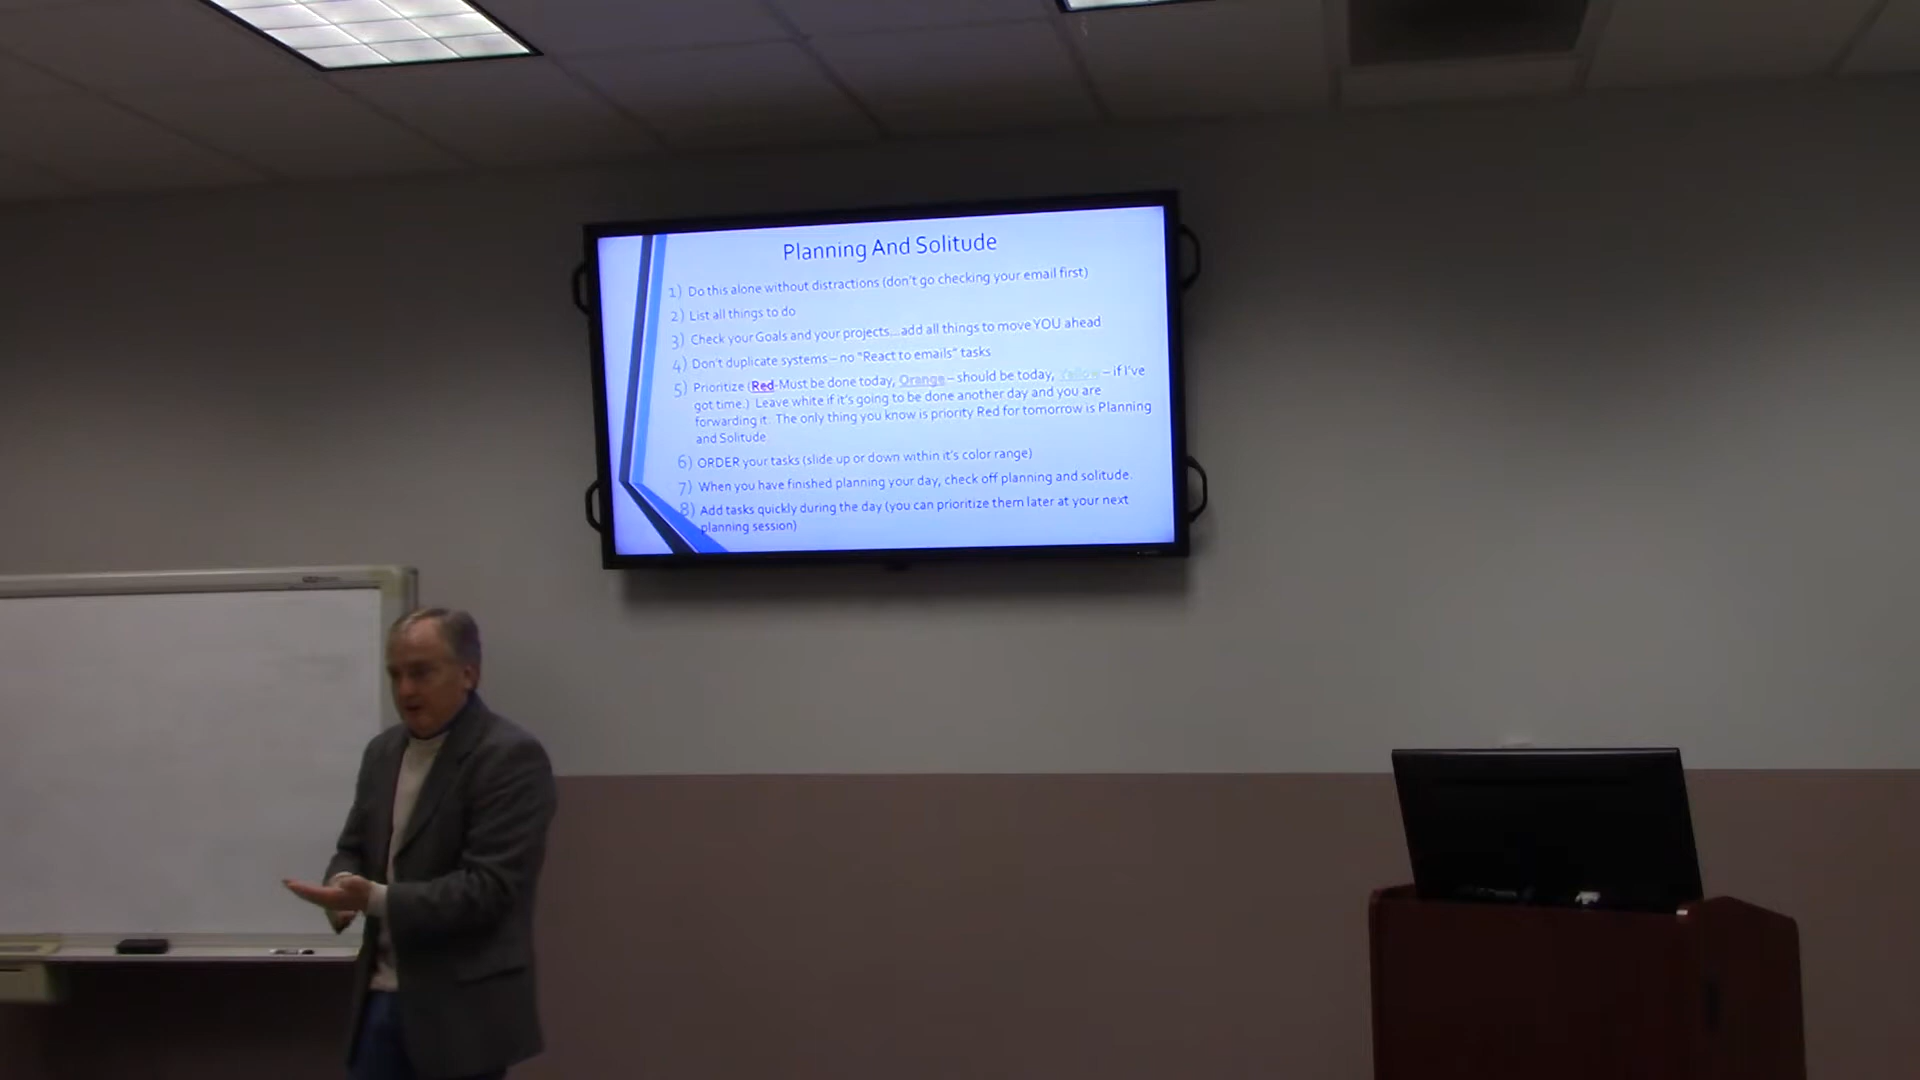 Planning And Solitude
1) Do this alone without distractions (don't go checking your email first)
2) List all things to do
3) Check your Goals and your projects...add all things to move YOU ahead
4) Don't duplicate systems – no "React to emails" tasks
5) Prioritize (Red-Must be done today, Orange – should be today, Yellow – if I've
got time.) Leave white if it's going to be done another day and you are
forwarding it. The only thing you know is priority Red for tomorrow is Planning
and Solitude
6) ORDER your tasks (slide up or down within it's color range)
7) When you have finished planning your day, check off planning and solitude.
8) Add tasks quickly during the day (you can prioritize them later at your next
planning session)